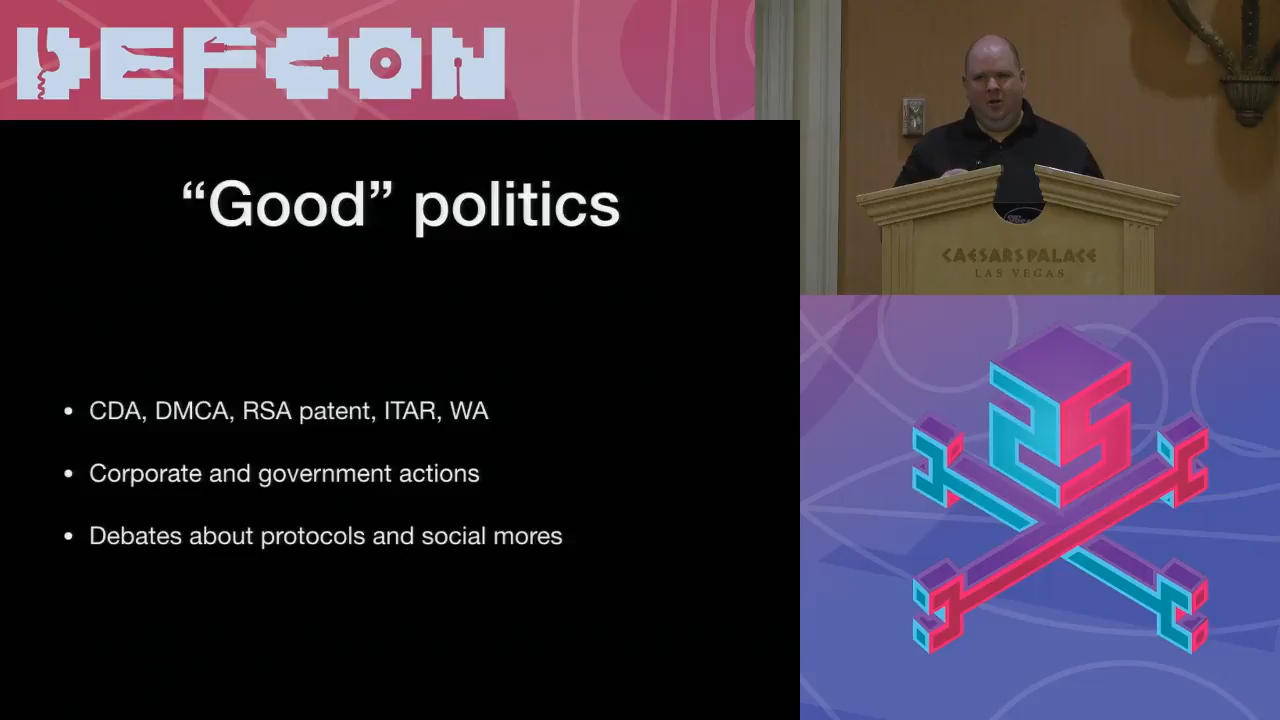 DEFCON
“Good” politics
• CDA, DMCA, RSA patent, ITAR, WA
• Corporate and government actions
• Debates about protocols and social mores
CAESARS PALACE
LAS VEGAS
25